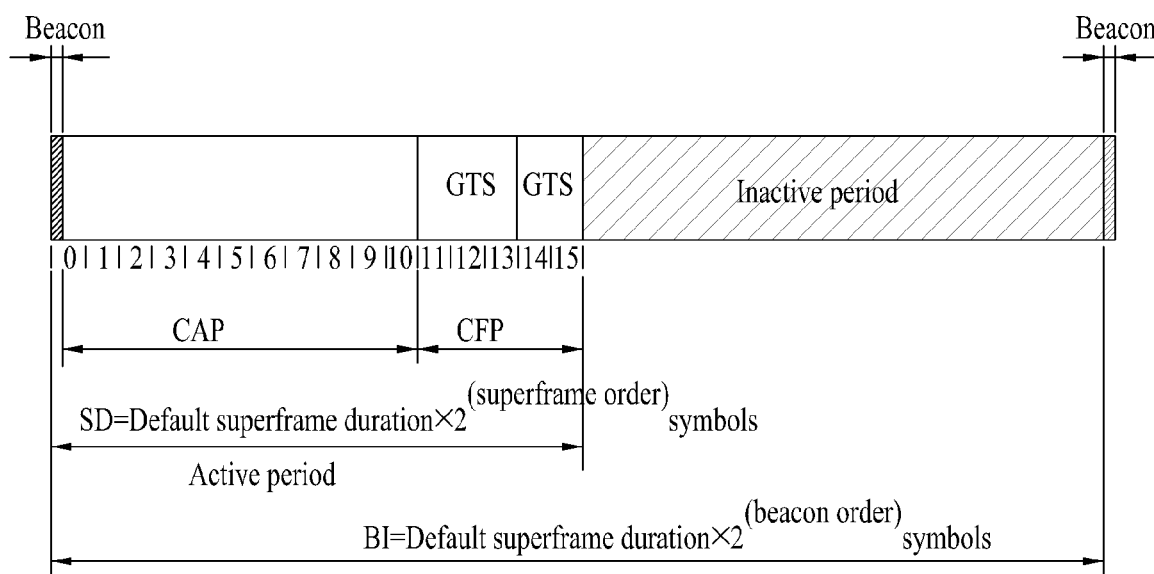 Beacon Beacon
GTS GTS Inactive period
0 | 1 | 2 | 3 | 4 | 5 | 6 | 7 | 8 | 9 | 10 | 11 | 12 | 13 | 14 | 15 |
CAP CFP
SD=Default superframe duration×2(superframe order) symbols
Active period
BI=Default superframe duration×2(beacon order) symbols